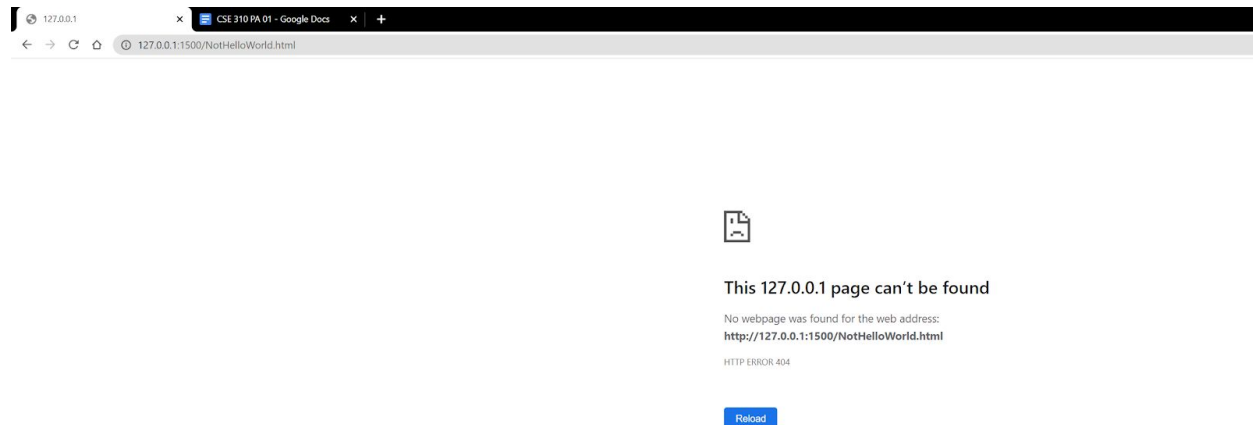 127.0.0.1
CSE 310 PA 01 - Google Docs
127.0.0.1:1500/NotHelloWorld.html
This 127.0.0.1 page can’t be found
No webpage was found for the web address:
http://127.0.0.1:1500/NotHelloWorld.html
HTTP ERROR 404
Reload